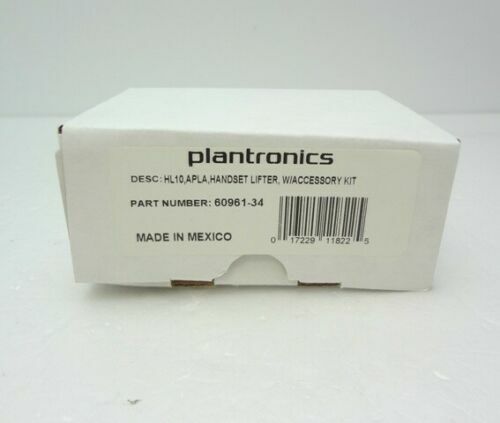 plantronics
DESC: HL10,APLA,HANDSET LIFTER, W/ACCESSORY KIT
PART NUMBER: 60961-34
MADE IN MEXICO
0 17229 11822 5